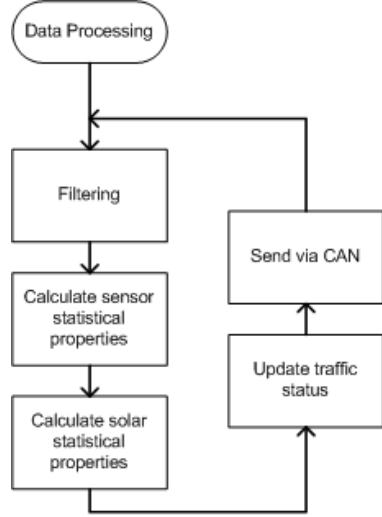 Data Processing
Filtering
Calculate sensor
statistical
properties
Calculate solar
statistical
properties
Update traffic
status
Send via CAN